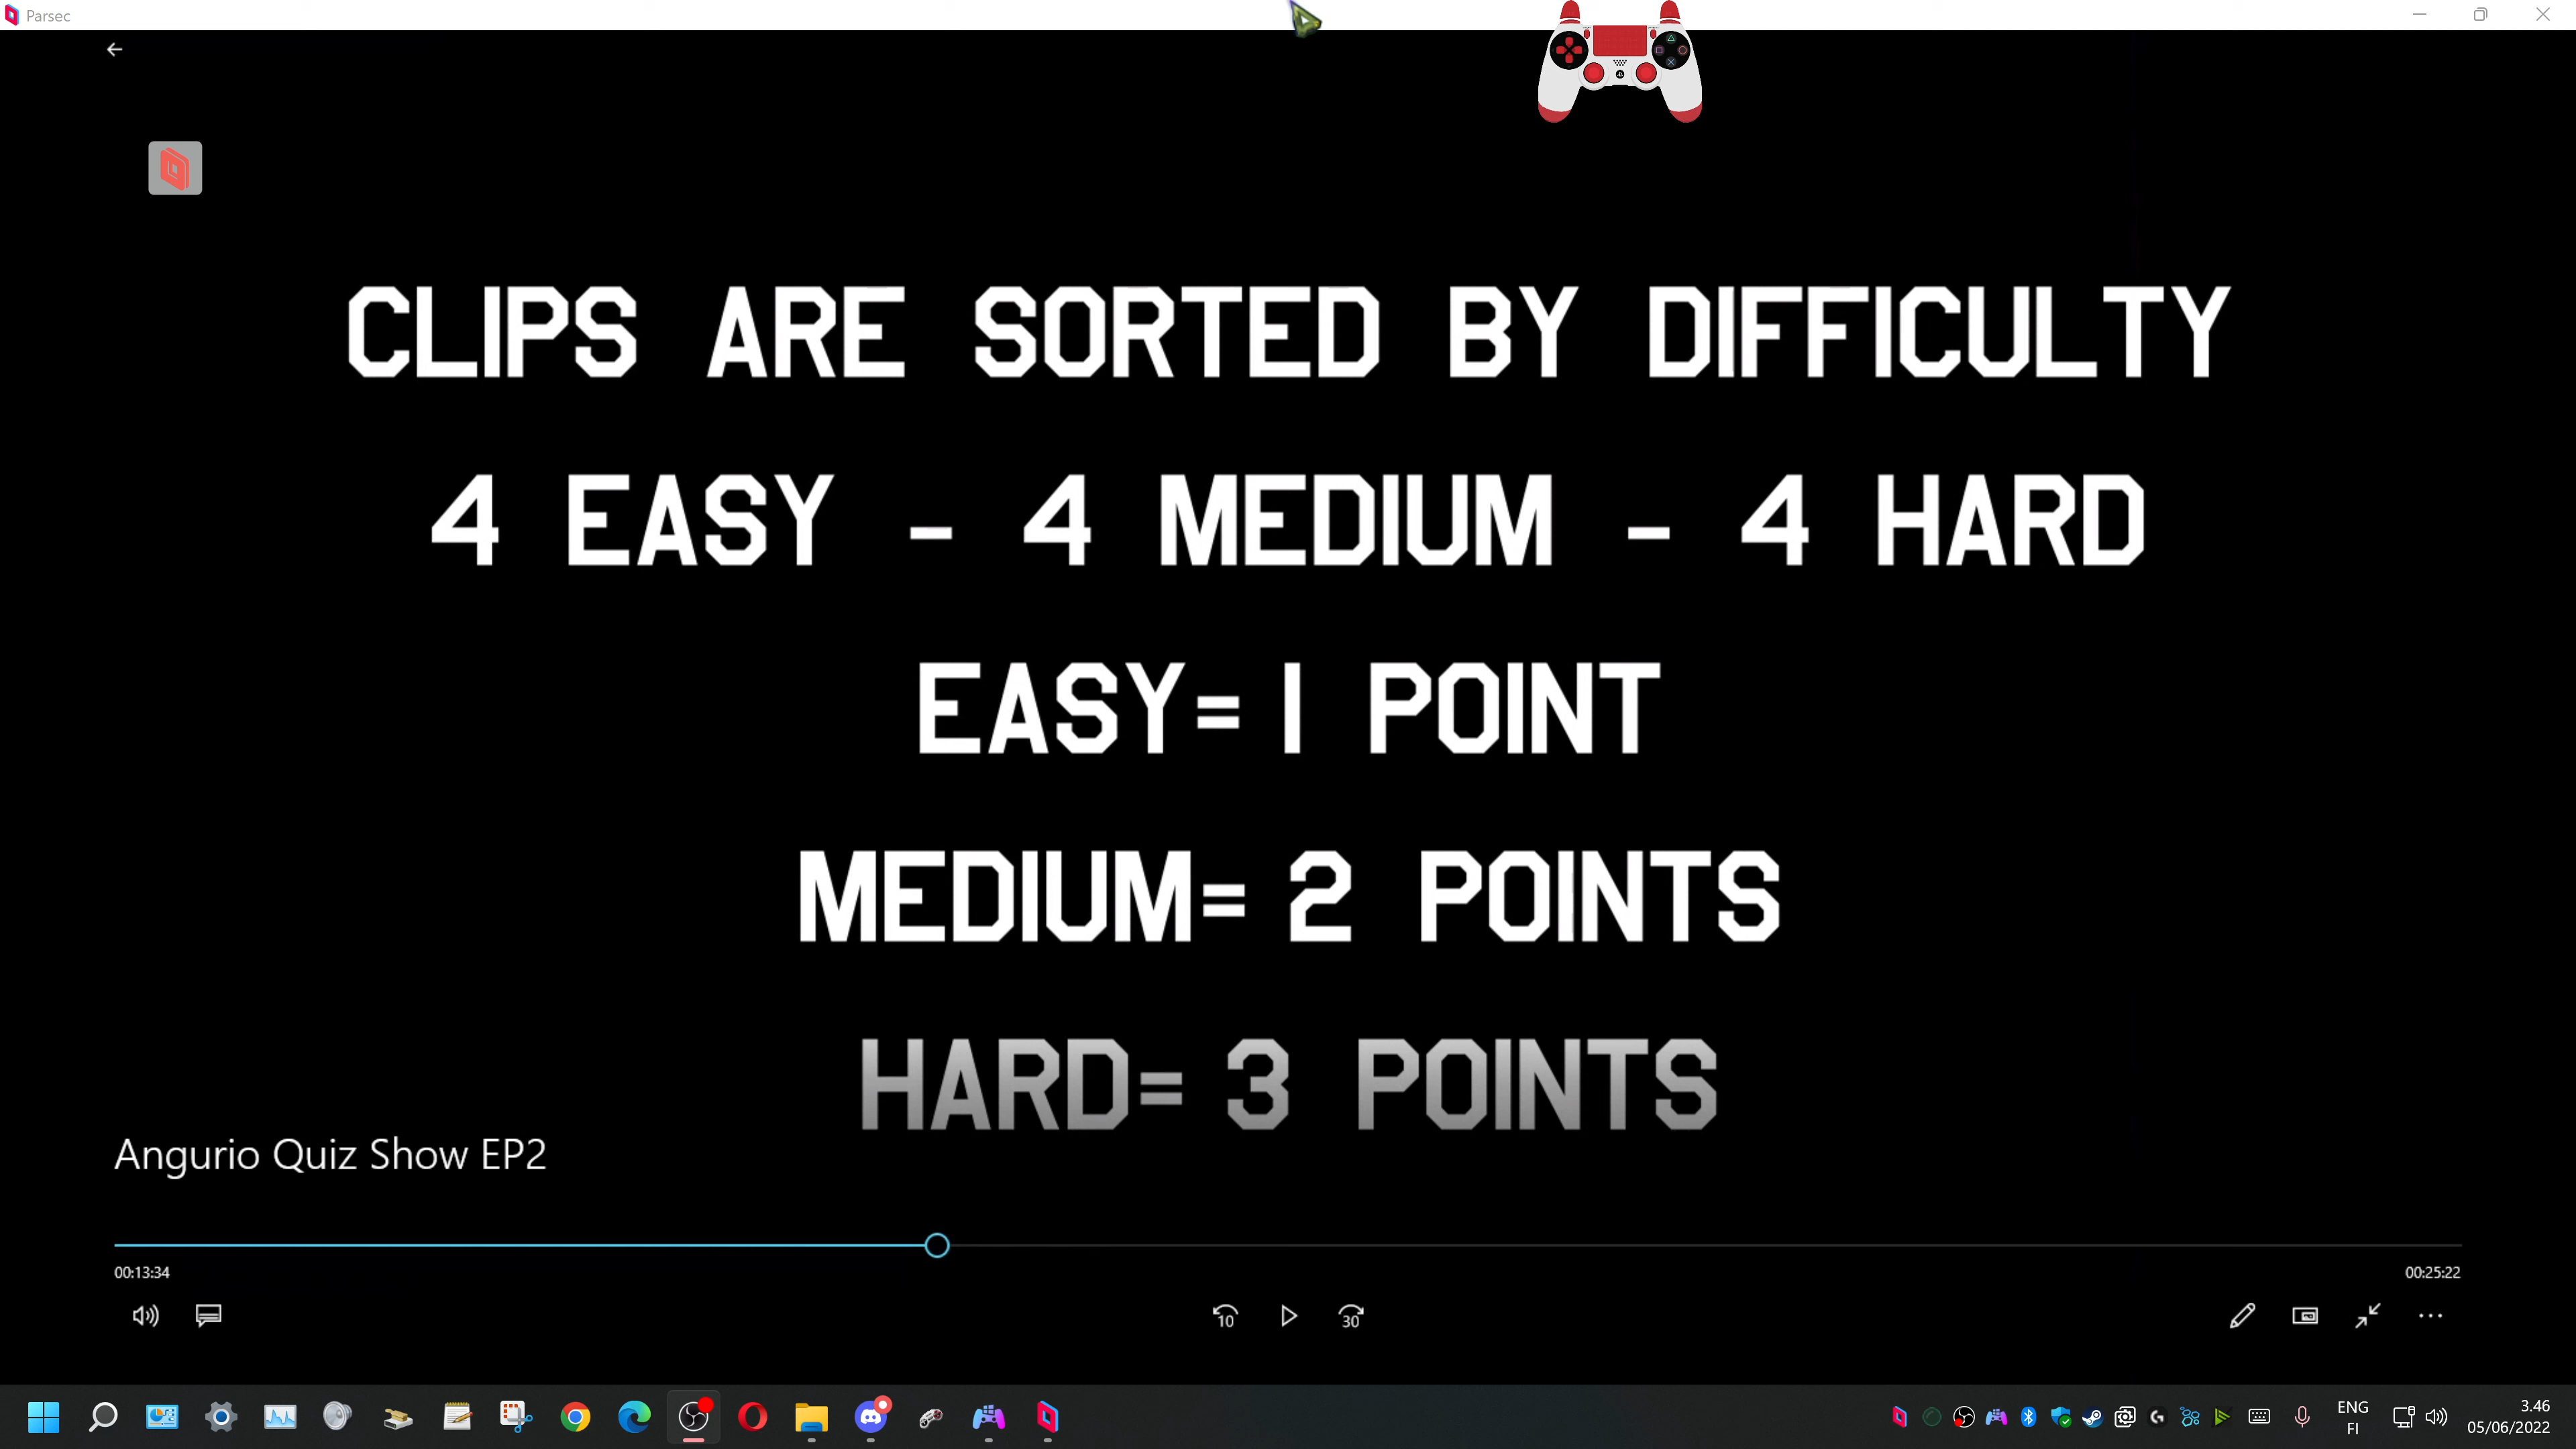 Parsec
CLIPS ARE SORTED BY DIFFICULTY
4 EASY - 4 MEDIUM - 4 HARD
EASY= 1 POINT
MEDIUM= 2 POINTS
HARD= 3 POINTS
Angurio Quiz Show EP2
00:13:34
00:25:22
10
30
ENG
FI
3.46
05/06/2022